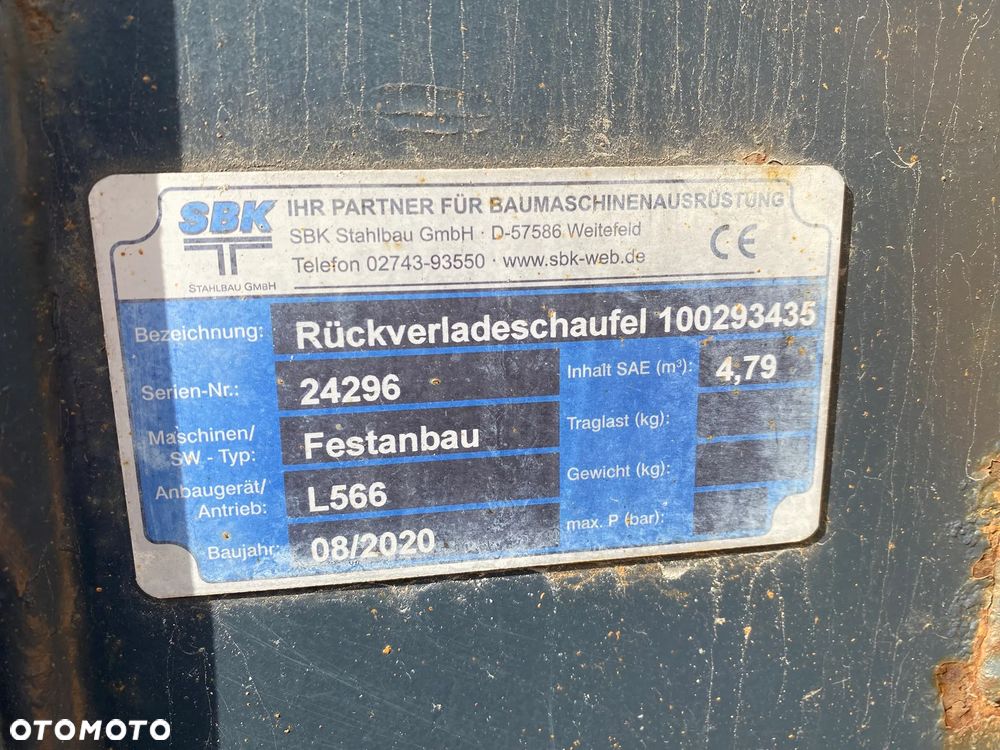 SBK
STAHLBAU GMBH
IHR PARTNER FÜR BAUMASCHINENAUSRÜSTUNG
SBK Stahlbau GmbH · D-57586 Weitefeld
Telefon 02743-93550 · www.sbk-web.de
CE
Bezeichnung: Rückverladeschaufel 100293435
Serien-Nr.: 24296
Inhalt SAE (m³): 4,79
Maschinen/
SW - Typ: Festanbau
Traglast (kg):
Anbaugerät/
Antrieb: L566
Gewicht (kg):
Baujahr: 08/2020
max. P (bar):
OTOMOTO